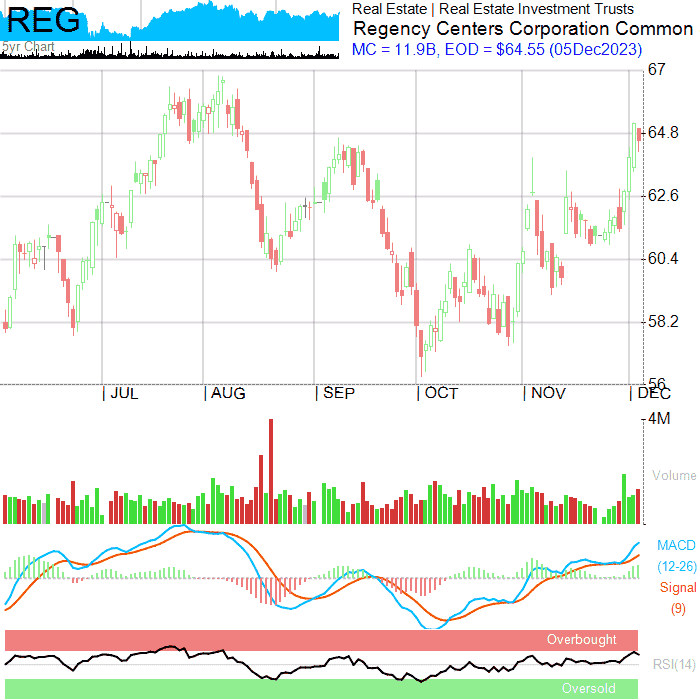 REG
5yr Chart
Real Estate | Real Estate Investment Trusts
Regency Centers Corporation Common
MC = 11.9B, EOD = $64.55 (05Dec2023)
67
64.8
62.6
60.4
58.2
56
| JUL | AUG | SEP | OCT | NOV | DEC
4M
Volume
MACD
(12-26)
Signal
(9)
Overbought
RSI(14)
Oversold